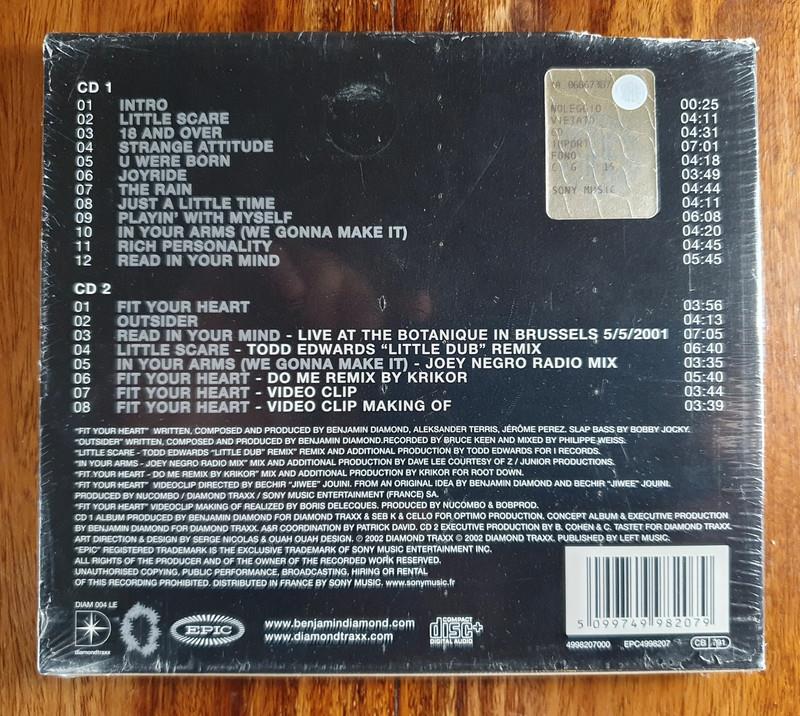 CD 1
01 INTRO 00:25
02 LITTLE SCARE 04:11
03 18 AND OVER 04:31
04 STRANGE ATTITUDE 07:01
05 U WERE BORN 04:18
06 JOYRIDE 03:49
07 THE RAIN 04:44
08 JUST A LITTLE TIME 04:11
09 PLAYIN' WITH MYSELF 06:08
10 IN YOUR ARMS (WE GONNA MAKE IT) 04:20
11 RICH PERSONALITY 04:45
12 READ IN YOUR MIND 05:45
NOLEGGIO
VIETATO
CD
IMPORT
FONO
SONY MUSIC
CD 2
01 FIT YOUR HEART 03:56
02 OUTSIDER 04:13
03 READ IN YOUR MIND - LIVE AT THE BOTANIQUE IN BRUSSELS 5/5/2001 07:05
04 LITTLE SCARE - TODD EDWARDS "LITTLE DUB" REMIX 06:40
05 IN YOUR ARMS (WE GONNA MAKE IT) - JOEY NEGRO RADIO MIX 03:35
06 FIT YOUR HEART - DO ME REMIX BY KRIKOR 05:40
07 FIT YOUR HEART - VIDEO CLIP 03:44
08 FIT YOUR HEART - VIDEO CLIP MAKING OF 03:39
"FIT YOUR HEART" WRITTEN, COMPOSED AND PRODUCED BY BENJAMIN DIAMOND, ALEKSANDER TERRIS, JÉRÔME PEREZ. SLAP BASS BY BOBBY JOCKY.
"OUTSIDER" WRITTEN, COMPOSED AND PRODUCED BY BENJAMIN DIAMOND.RECORDED BY BRUCE KEEN AND MIXED BY PHILIPPE WEISS.
"LITTLE SCARE - TODD EDWARDS "LITTLE DUB" REMIX" REMIX AND ADDITIONAL PRODUCTION BY TODD EDWARDS FOR I RECORDS.
"IN YOUR ARMS - JOEY NEGRO RADIO MIX" MIX AND ADDITIONAL PRODUCTION BY DAVE LEE COURTESY OF Z / JUNIOR PRODUCTIONS.
"FIT YOUR HEART - DO ME REMIX BY KRIKOR" MIX AND ADDITIONAL PRODUCTION BY KRIKOR FOR ROOT DOWN.
"FIT YOUR HEART" VIDEOCLIP DIRECTED BY BECHIR "JIWEE" JOUINI. FROM AN ORIGINAL IDEA BY BENJAMIN DIAMOND AND BECHIR "JIWEE" JOUINI.
PRODUCED BY NUCOMBO / DIAMOND TRAXX / SONY MUSIC ENTERTAINMENT (FRANCE) SA.
"FIT YOUR HEART" VIDEOCLIP MAKING OF REALIZED BY BORIS DELECQUES. PRODUCED BY NUCOMBO & BOBPROD.
CD 1 ALBUM PRODUCED BY BENJAMIN DIAMOND FOR DIAMOND TRAXX & SEB K & CELLO FOR OPTIMO PRODUCTION. CONCEPT ALBUM & EXECUTIVE PRODUCTION
BY BENJAMIN DIAMOND FOR DIAMOND TRAXX. A&R COORDINATION BY PATRICK DAVID. CD 2 EXECUTIVE PRODUCTION BY B. COHEN & C. TASTET FOR DIAMOND TRAXX.
ART DIRECTION & DESIGN BY SERGE NICOLAS & OUAH OUAH DESIGN. ℗ 2002 DIAMOND TRAXX © 2002 DIAMOND TRAXX. PUBLISHED BY LEFT MUSIC.
"EPIC" REGISTERED TRADEMARK IS THE EXCLUSIVE TRADEMARK OF SONY MUSIC ENTERTAINMENT INC.
ALL RIGHTS OF THE PRODUCER AND OF THE OWNER OF THE RECORDED WORK RESERVED.
UNAUTHORISED COPYING, PUBLIC PERFORMANCE, BROADCASTING, HIRING OR RENTAL
OF THIS RECORDING PROHIBITED. DISTRIBUTED IN FRANCE BY SONY MUSIC. www.sonymusic.fr
DIAM 004 LE
diamondtraxx
EPIC
www.benjamindiamond.com
www.diamondtraxx.com
COMPACT
disc+
DIGITAL AUDIO
5 099749 982079
4998207000 EPC4998207 CB 791